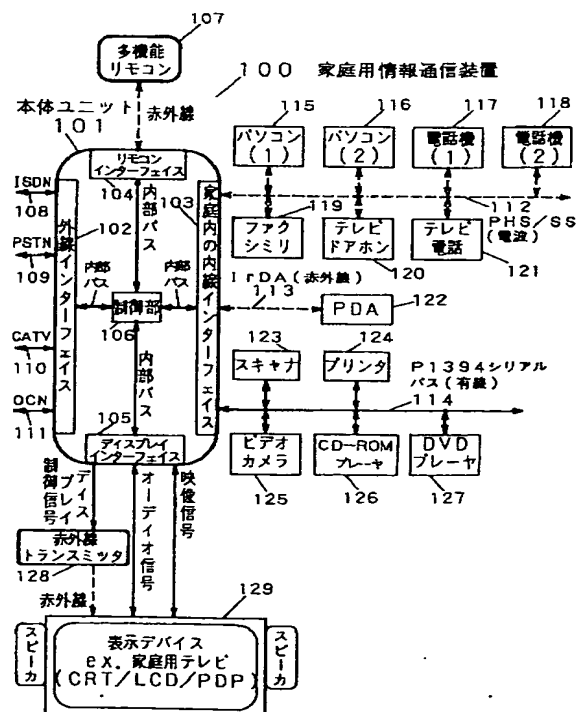 107
多機能
リモコン
100 家庭用情報通信装置
本体ユニット
101
赤外線
リモコン
インターフェイス
104
ISDN
108
PSTN
109
CATV
110
OCN
111
102
外線インターフェイス
103
家庭内の内線インターフェイス
内部バス
内部
バス
制御部
106
内部
バス
内部バス
105
ディスプレイ
インターフェイス
115
パソコン
(1)
116
パソコン
(2)
117
電話機
(1)
118
電話機
(2)
112
PHS/SS
(電波)
119
ファク
シミリ
テレビ
ドアホン
120
テレビ
電話
121
IrDA(赤外線)
113
PDA
122
123
スキャナ
124
プリンタ
P1394シリアル
バス(有線)
114
ビデオ
カメラ
125
CD-ROM
プレーヤ
126
DVD
プレーヤ
127
ディスプレイ
制御信号
オーディオ信号
映像信号
赤外線
トランスミッタ
128
赤外線
129
スピーカ
表示デバイス
ex. 家庭用テレビ
(CRT/LCD/PDP)
スピーカ